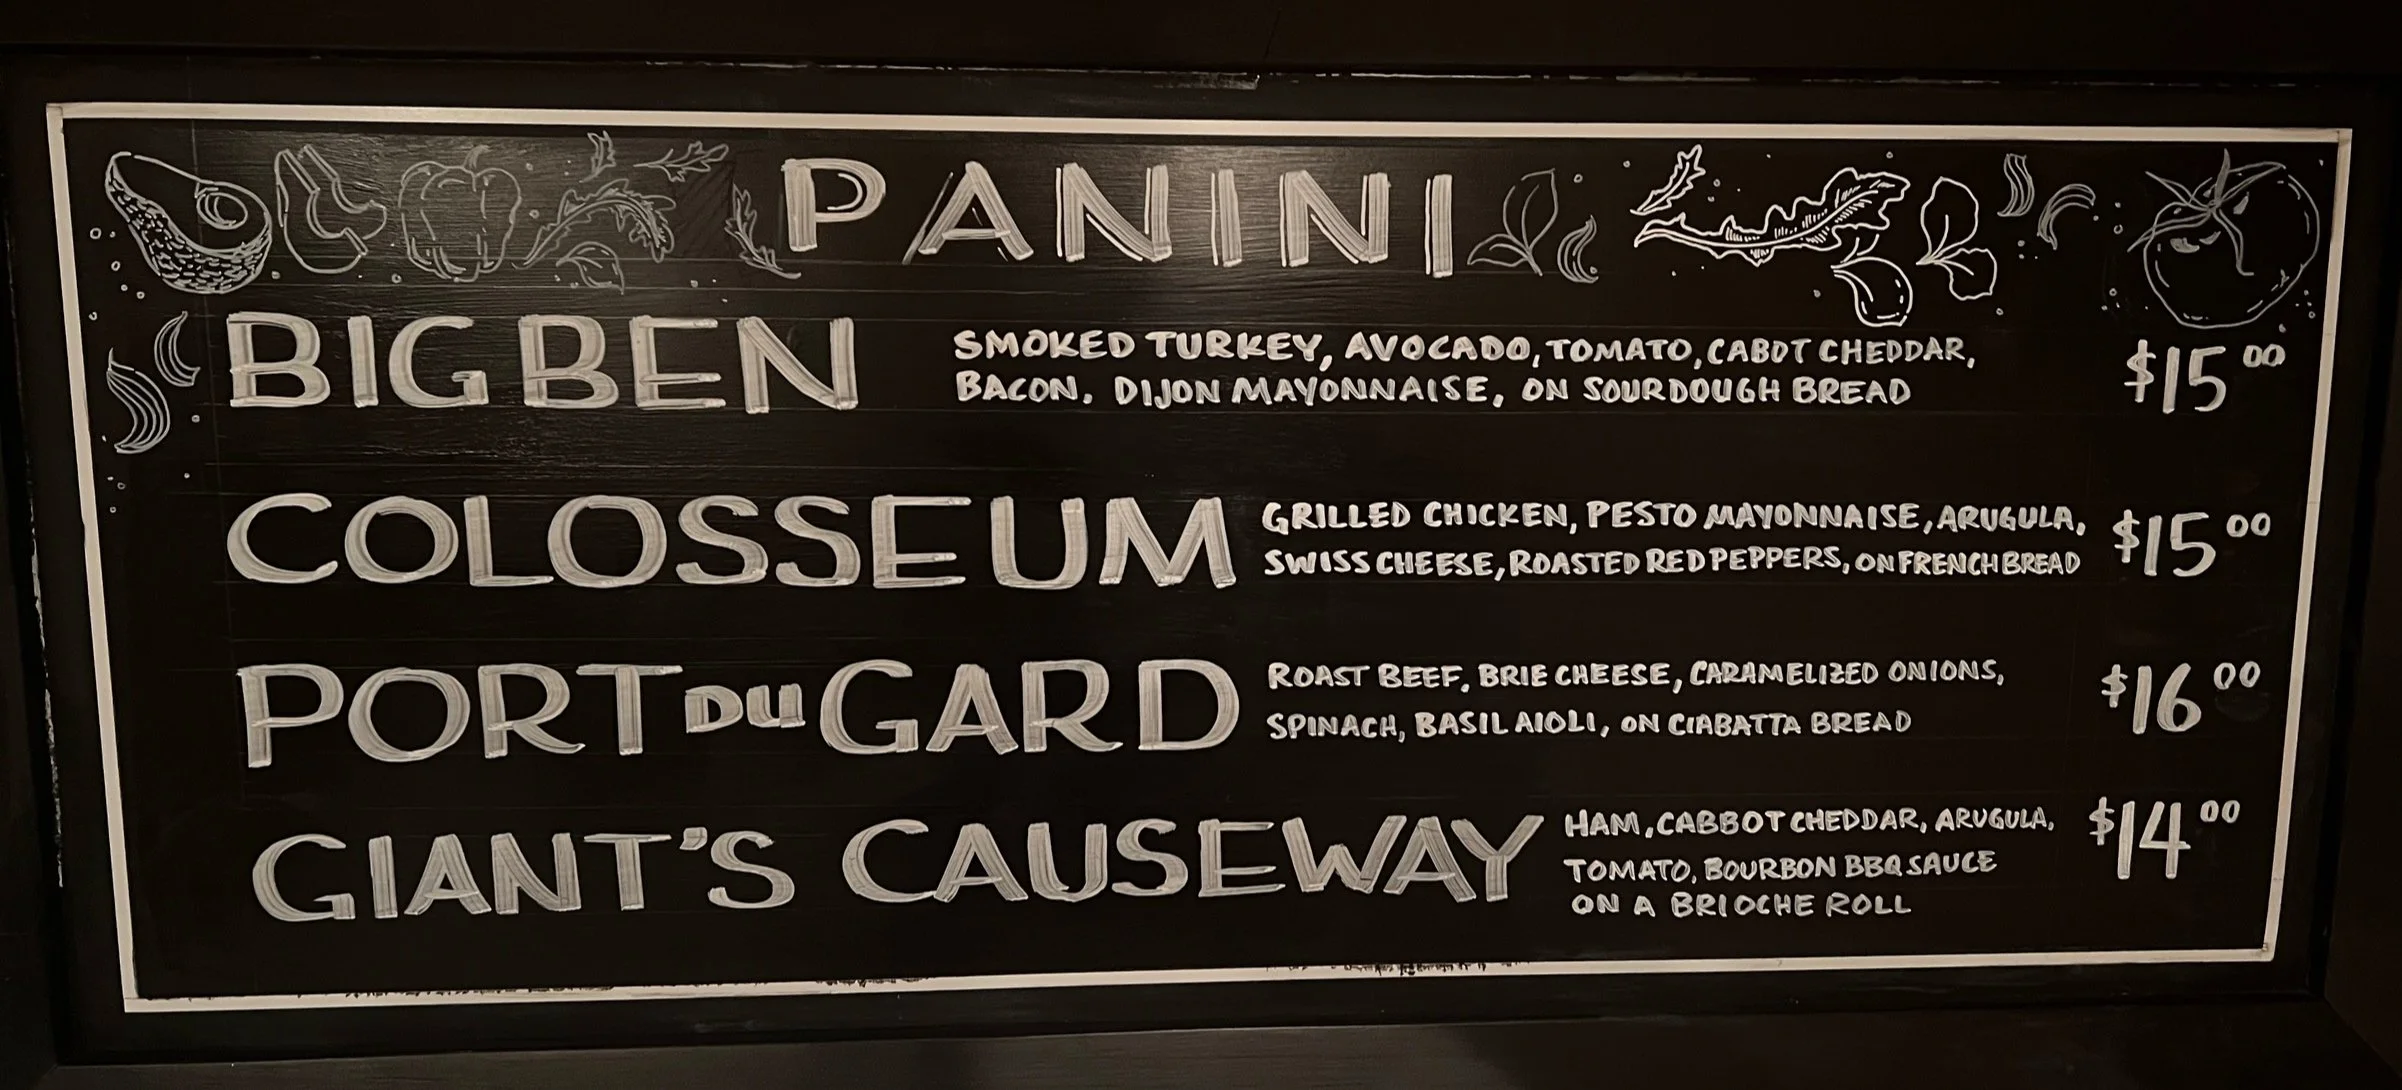 PANINI
BIG BEN
SMOKED TURKEY, AVOCADO, TOMATO, CABOT CHEDDAR,
BACON, DIJON MAYONNAISE, ON SOURDOUGH BREAD
$15.00
COLOSSEUM
GRILLED CHICKEN, PESTO MAYONNAISE, ARUGULA,
SWISS CHEESE, ROASTED RED PEPPERS, ON FRENCH BREAD
$15.00
PORT DU GARD
ROAST BEEF, BRIE CHEESE, CARAMELIZED ONIONS,
SPINACH, BASIL AIOLI, ON CIABATTA BREAD
$16.00
GIANT'S CAUSEWAY
HAM, CABBOT CHEDDAR, ARUGULA,
TOMATO, BOURBON BBQ SAUCE
ON A BRIOCHE ROLL
$14.00